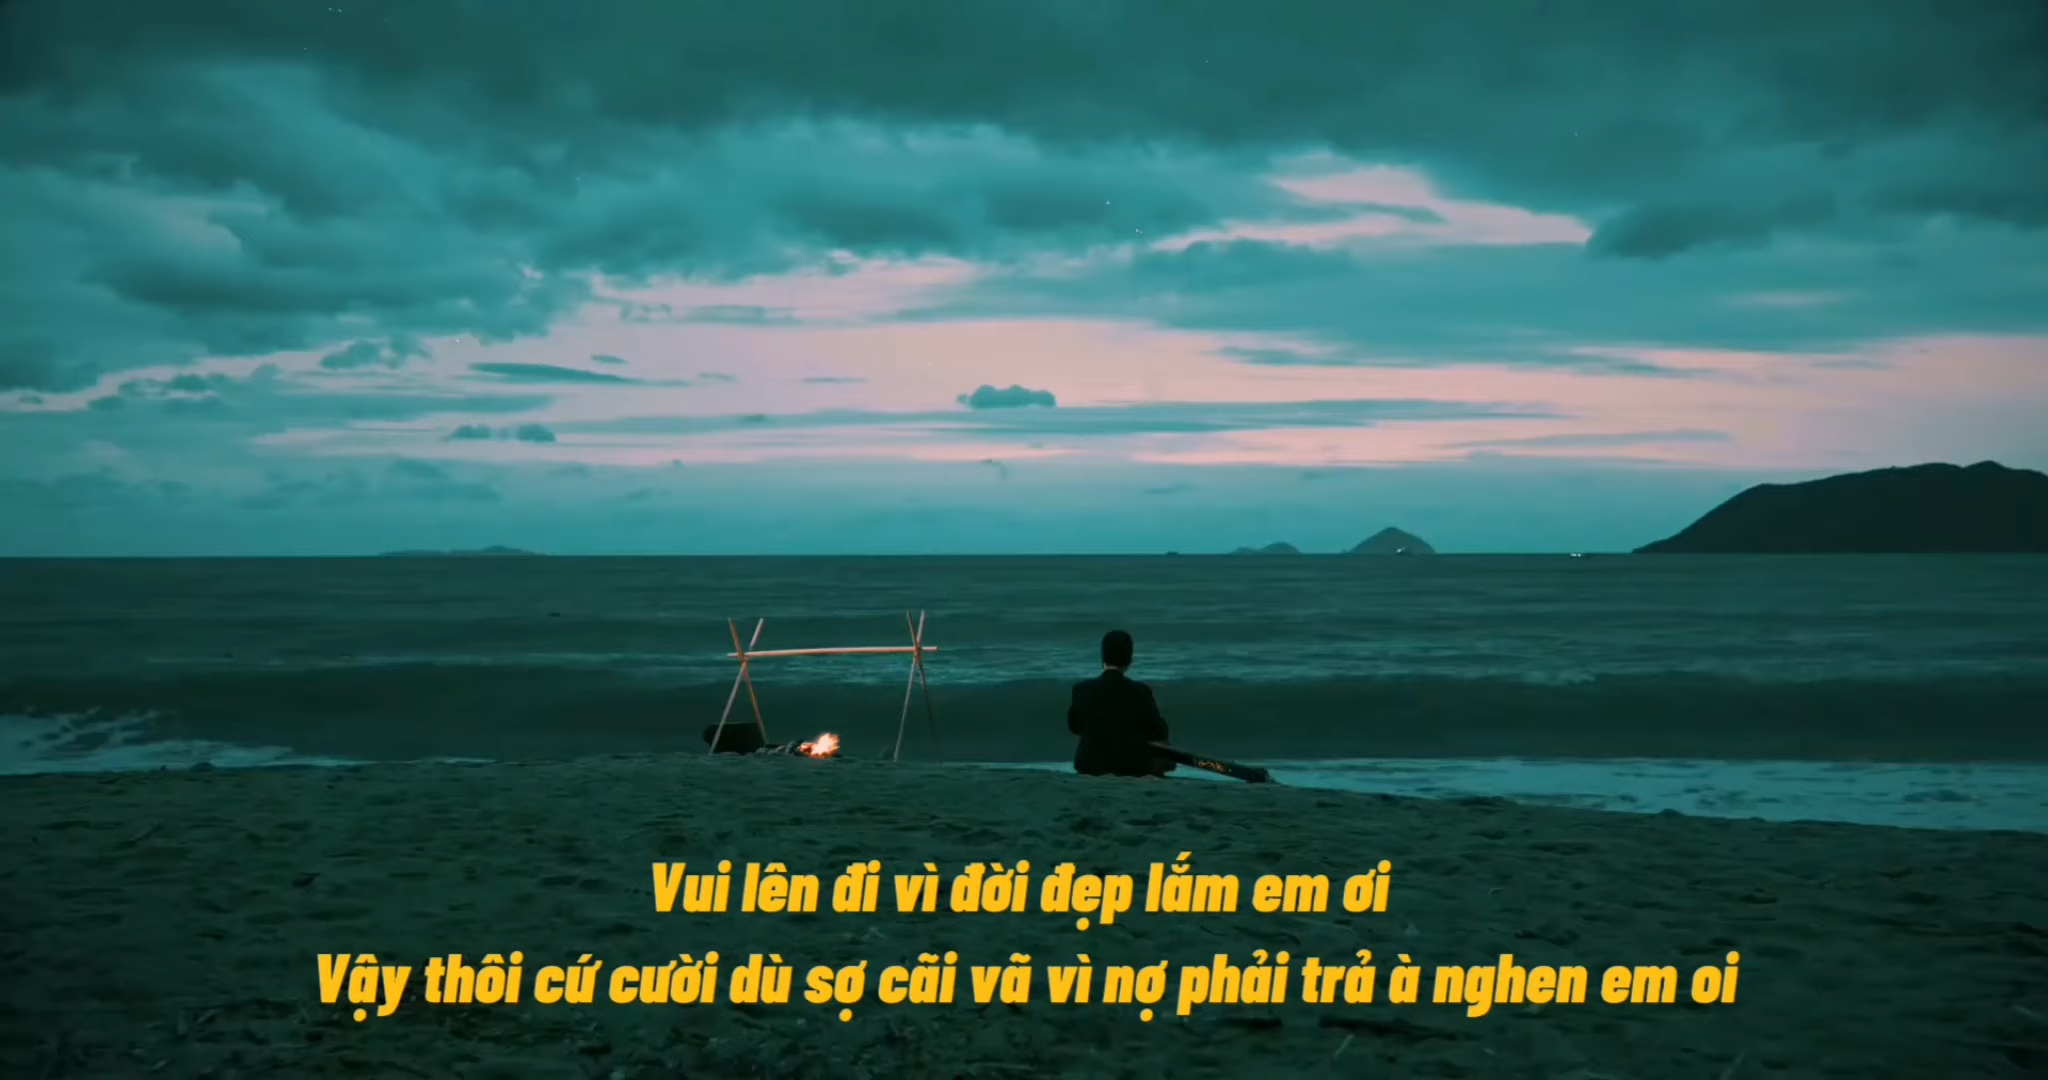 Vui lên đi vì đời đẹp lắm em ơi
Vậy thôi cứ cười dù sợ cãi vã vì nợ phải trả à nghen em oi